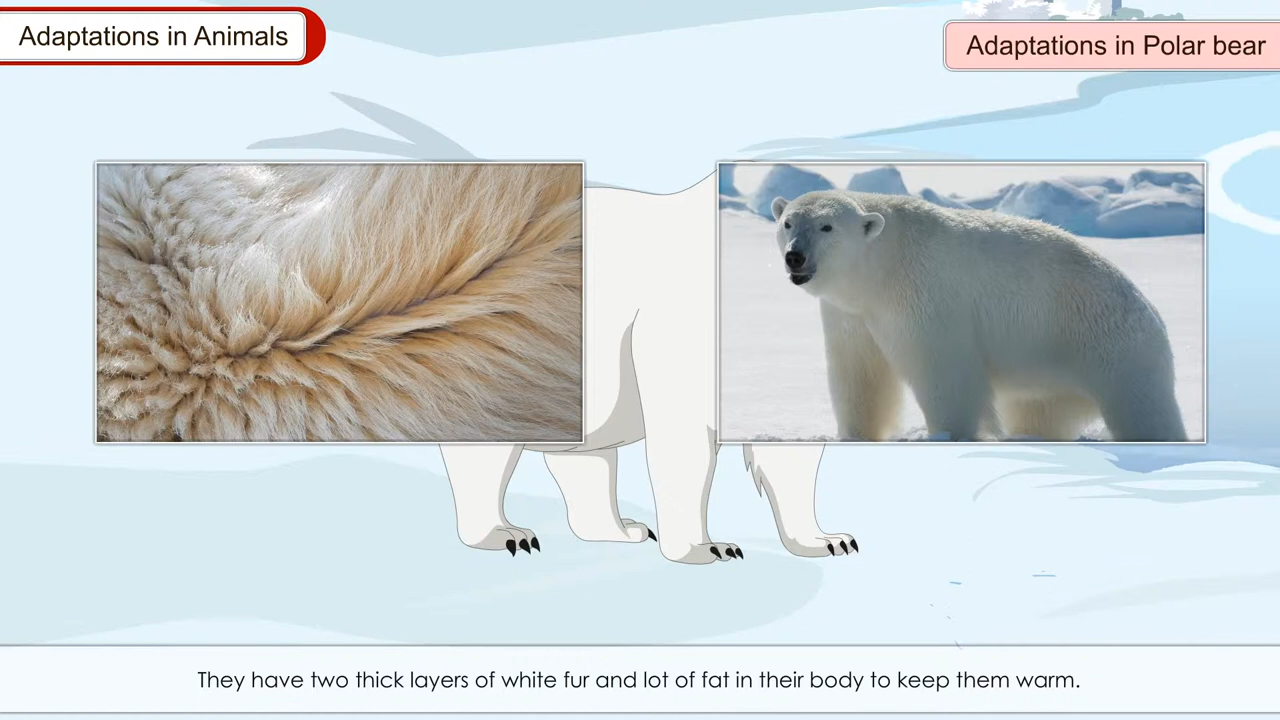 Adaptations in Animals
Adaptations in Polar bear
They have two thick layers of white fur and lot of fat in their body to keep them warm.